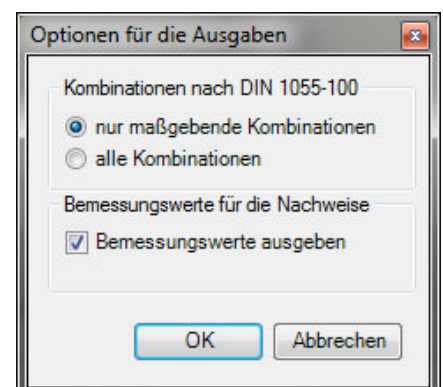 Optionen für die Ausgaben
Kombinationen nach DIN 1055-100
nur maßgebende Kombinationen
alle Kombinationen
Bemessungswerte für die Nachweise
Bemessungswerte ausgeben
OK
Abbrechen